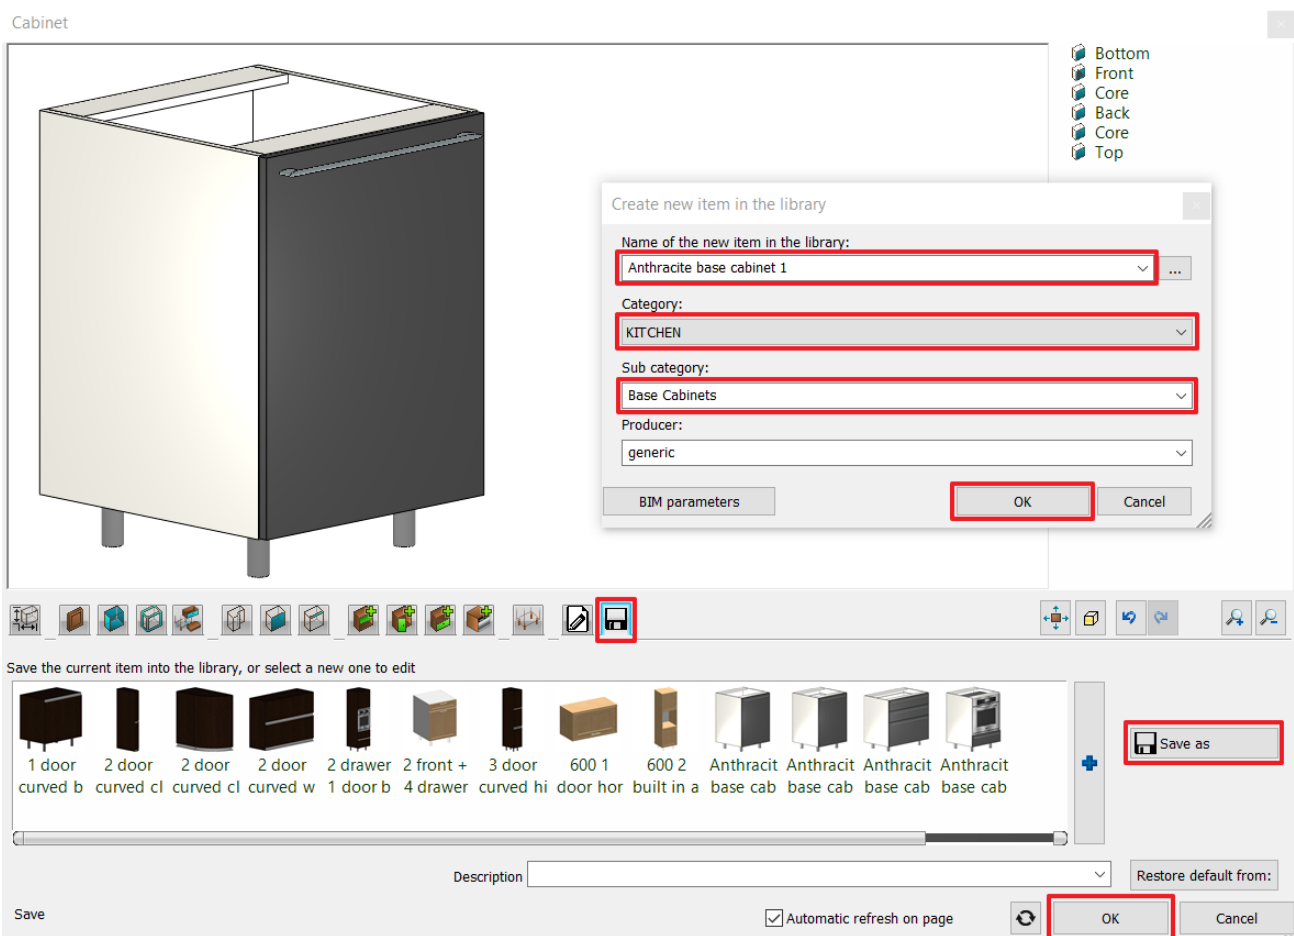 Cabinet
Bottom
Front
Core
Back
Core
Top
Create new item in the library
Name of the new item in the library:
Anthracite base cabinet 1
...
Category:
KITCHEN
Sub category:
Base Cabinets
Producer:
generic
BIM parameters
OK
Cancel
Save the current item into the library, or select a new one to edit
1 door
curved b
2 door
curved cl
2 door
curved cl
2 door
curved w
2 drawer
1 door b
2 front +
4 drawer
3 door
curved hi
600 1
door hor
600 2
built in a
Anthracit
base cab
Anthracit
base cab
Anthracit
base cab
Anthracit
base cab
Save as
Description
Restore default from:
Save
Automatic refresh on page
OK
Cancel